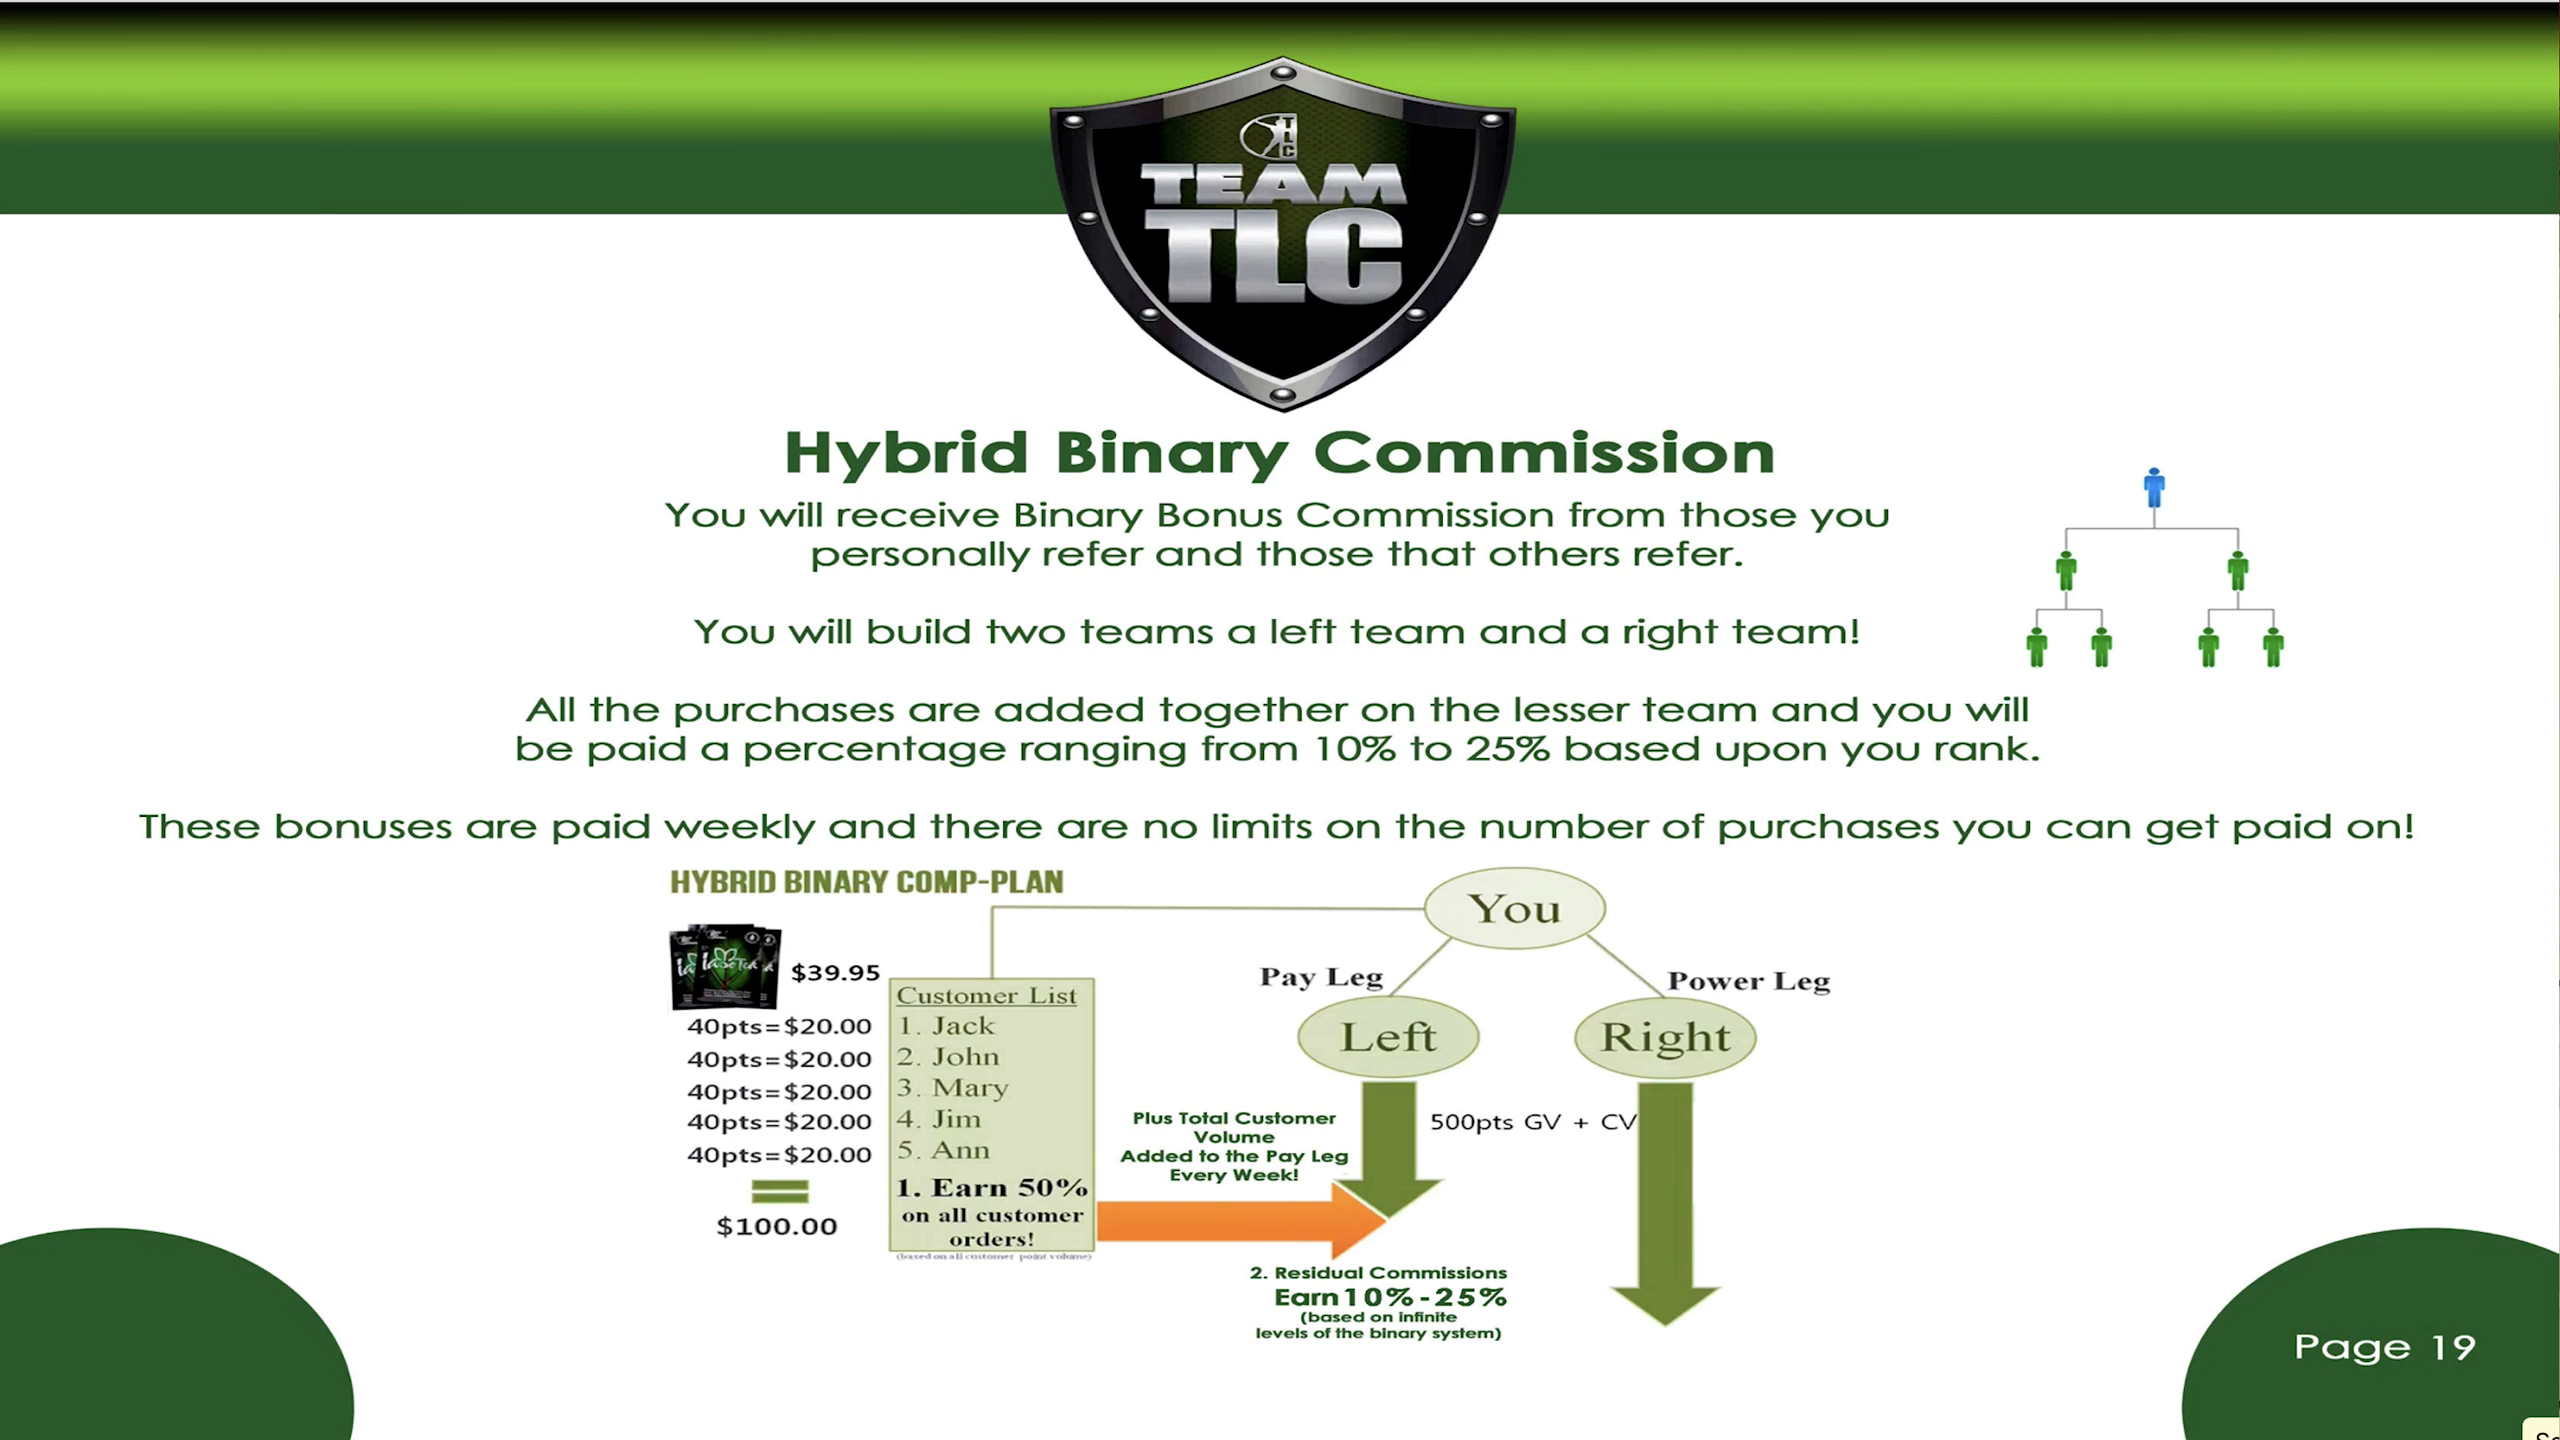 THLC
TEAM
TLC
Hybrid Binary Commission
You will receive Binary Bonus Commission from those you
personally refer and those that others refer.
You will build two teams a left team and a right team!
All the purchases are added together on the lesser team and you will
be paid a percentage ranging from 10% to 25% based upon you rank.
These bonuses are paid weekly and there are no limits on the number of purchases you can get paid on!
HYBRID BINARY COMP-PLAN
You
Pay Leg
Power Leg
Left
Right
IasoTea
$39.95
Customer List
40pts=$20.00 1. Jack
40pts=$20.00 2. John
40pts=$20.00 3. Mary
40pts=$20.00 4. Jim
40pts=$20.00 5. Ann
=
$100.00
1. Earn 50%
on all customer
orders!
(based on all customer point volume)
Plus Total Customer
Volume
Added to the Pay Leg
Every Week!
500pts GV + CV
2. Residual Commissions
Earn 10% - 25%
(based on infinite
levels of the binary system)
Page 19